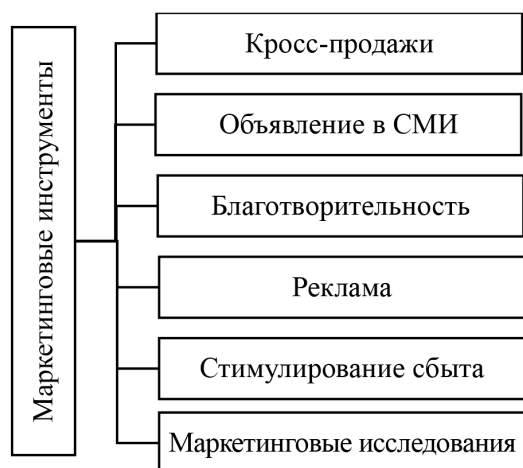 Маркетинговые инструменты
Кросс-продажи
Объявление в СМИ
Благотворительность
Реклама
Стимулирование сбыта
Маркетинговые исследования